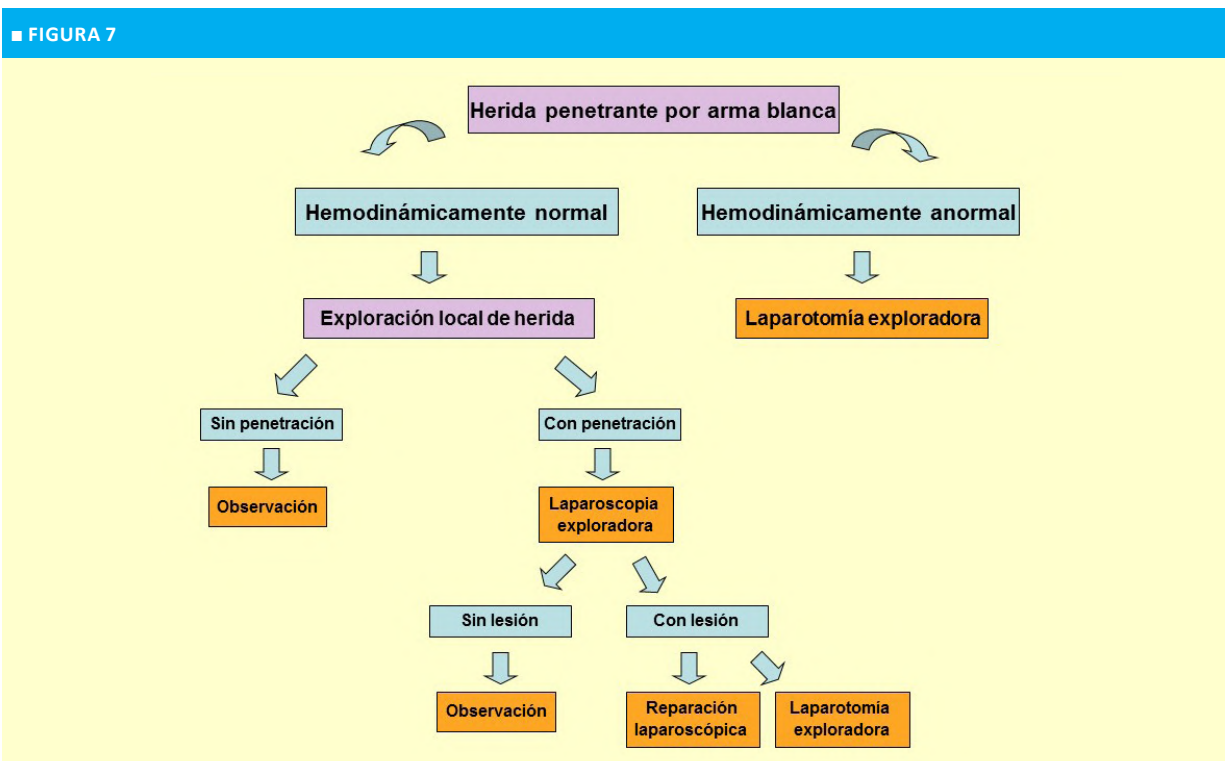 ■ FIGURA 7
Herida penetrante por arma blanca
Hemodinámicamente normal
Hemodinámicamente anormal
Exploración local de herida
Laparotomía exploradora
Sin penetración
Con penetración
Observación
Laparoscopia
exploradora
Sin lesión
Con lesión
Observación
Reparación
laparoscópica
Laparotomía
exploradora